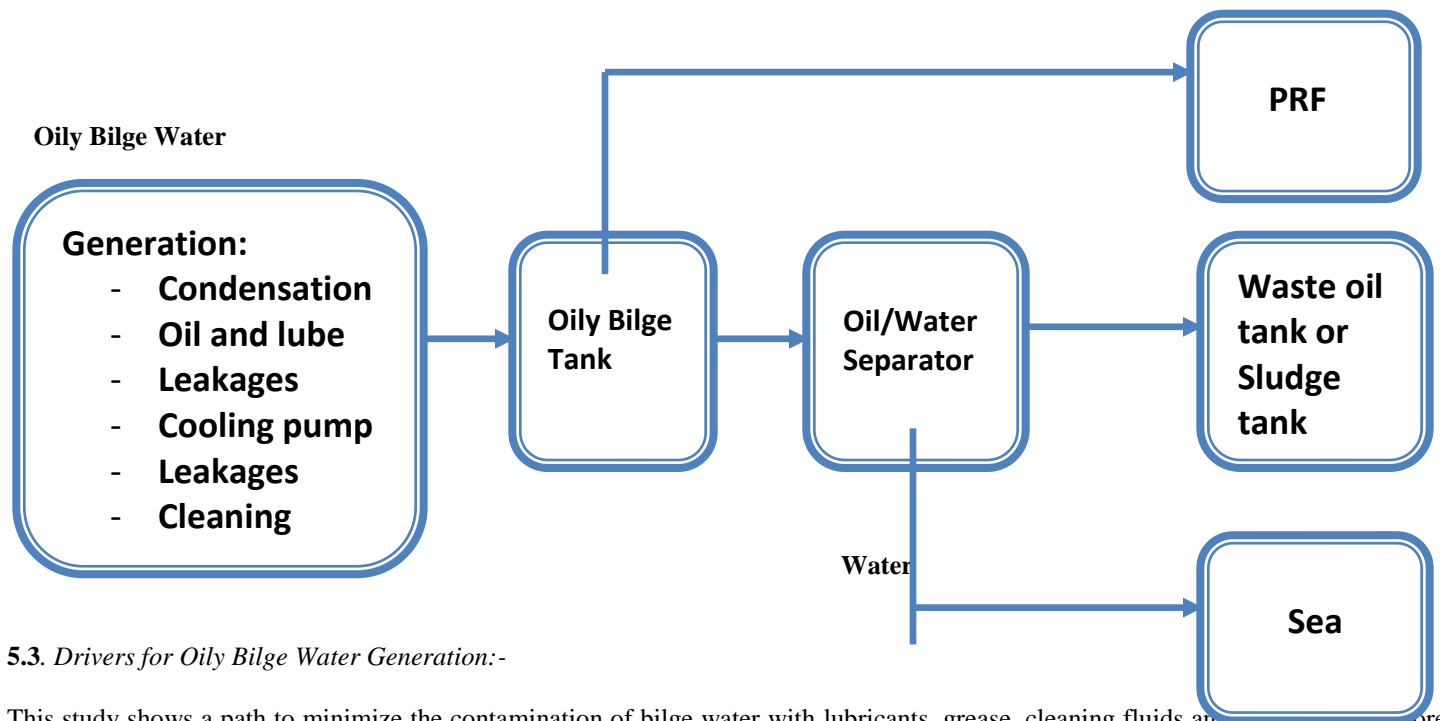 PRF
Oily Bilge Water
Generation:
- Condensation
- Oil and lube
- Leakages
- Cooling pump
- Leakages
- Cleaning
Oily Bilge
Tank
Oil/Water
Separator
Waste oil
tank or
Sludge
tank
Water
Sea
5.3. Drivers for Oily Bilge Water Generation:-
This study shows a path to minimize the contamination of bilge water with lubricants, grease, cleaning fluids